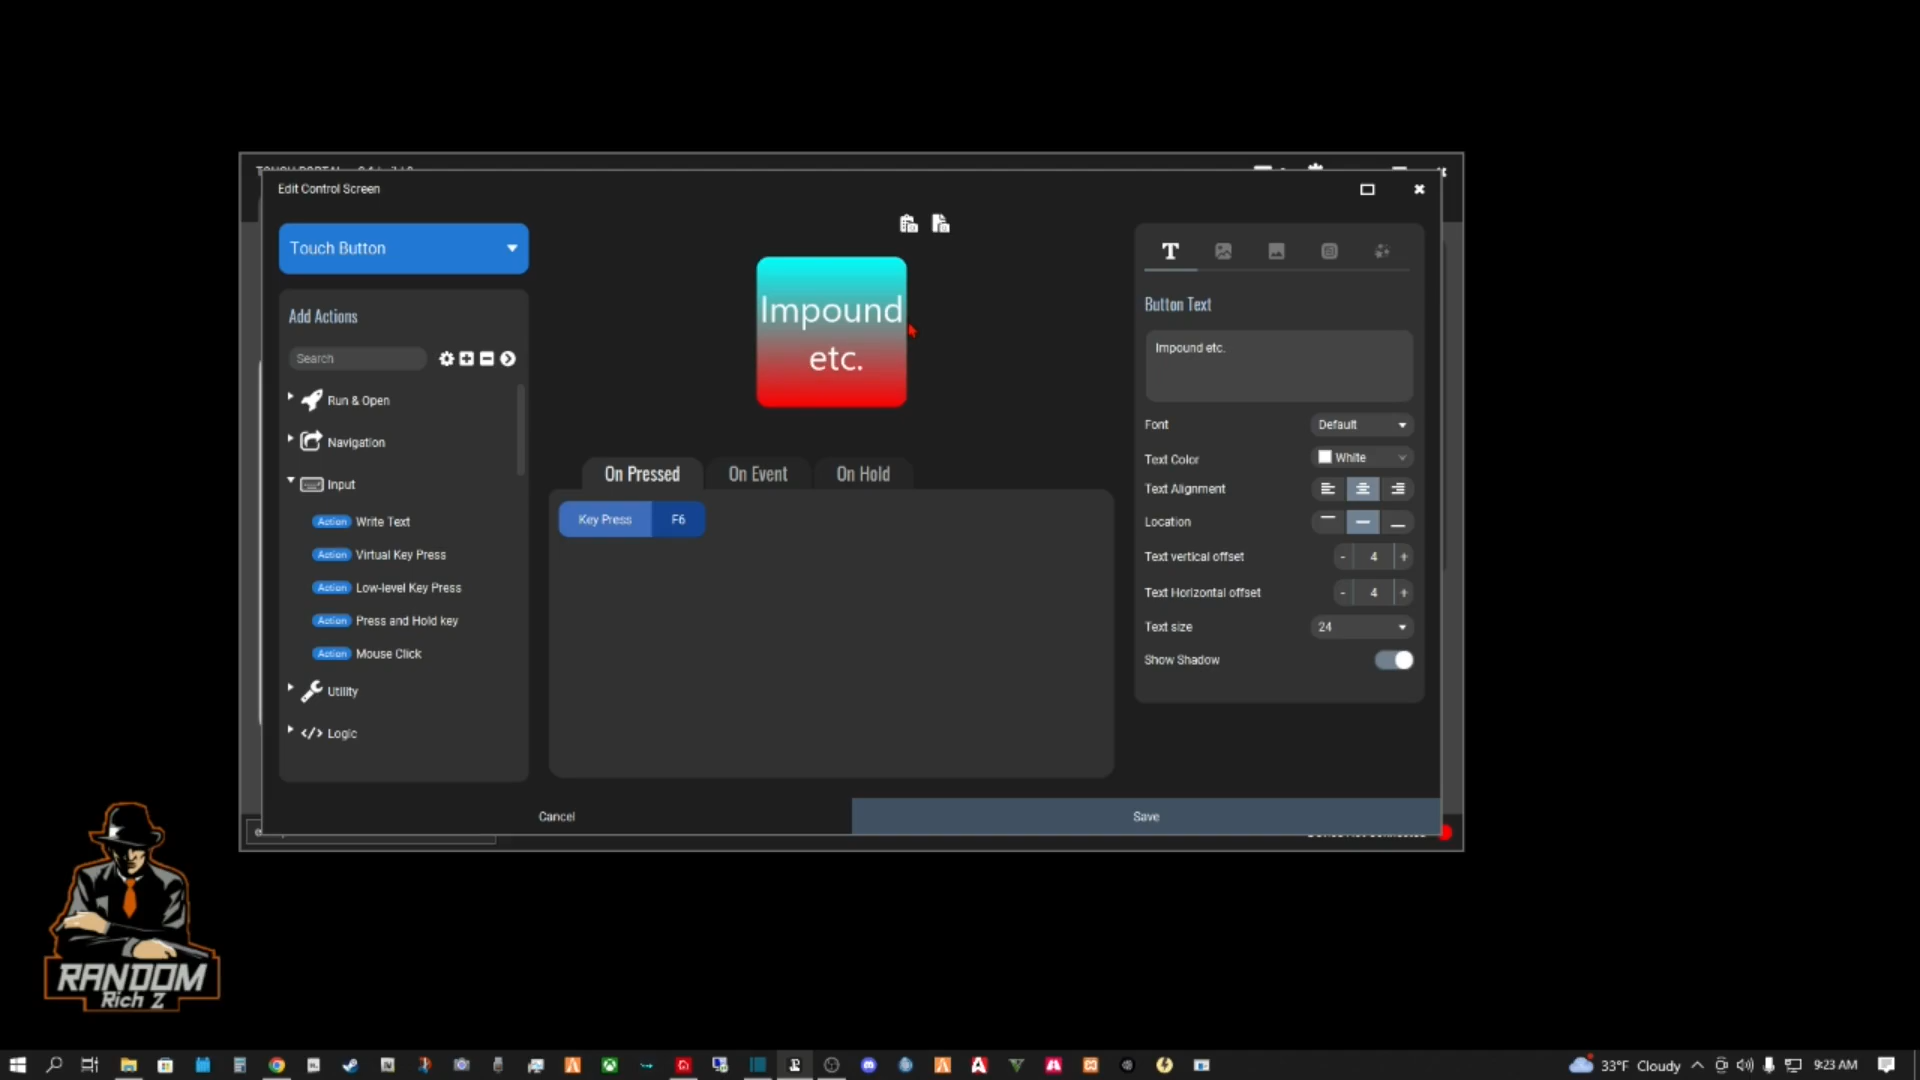 Edit Control Screen
Touch Button
Add Actions
Search
Run & Open
Navigation
Input
Action Write Text
Action Virtual Key Press
Action Low-level Key Press
Action Press and Hold key
Action Mouse Click
Utility
</> Logic
Impound
etc.
On Pressed On Event On Hold
Key Press F6
T
Button Text
Impound etc.
Font Default
Text Color White
Text Alignment
Location
Text vertical offset - 4 +
Text Horizontal offset - 4 +
Text size 24
Show Shadow
Cancel
Save
RANDOM
Rich Z
33°F Cloudy
9:23 AM